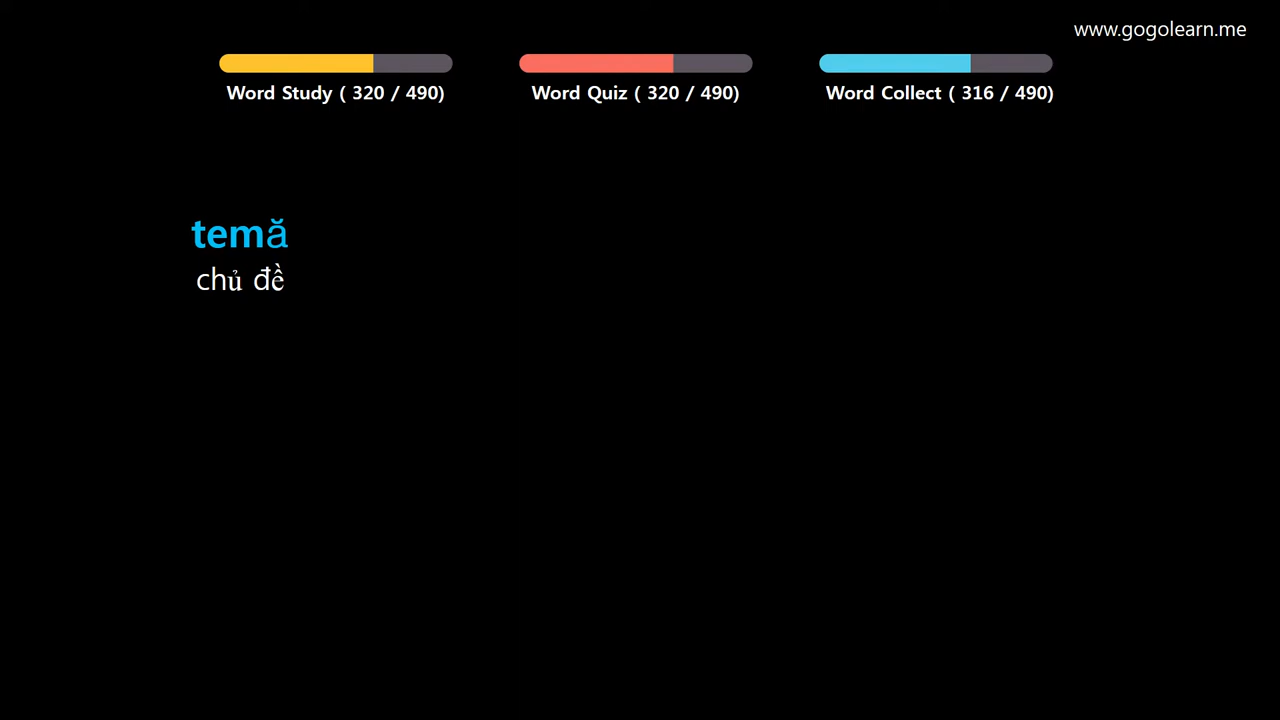 www.gogolearn.me
Word Study ( 320 / 490)
Word Quiz ( 320 / 490)
Word Collect ( 316 / 490)
temă
chủ đề